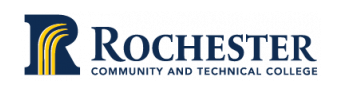 ROCHESTER
COMMUNITY AND TECHNICAL COLLEGE